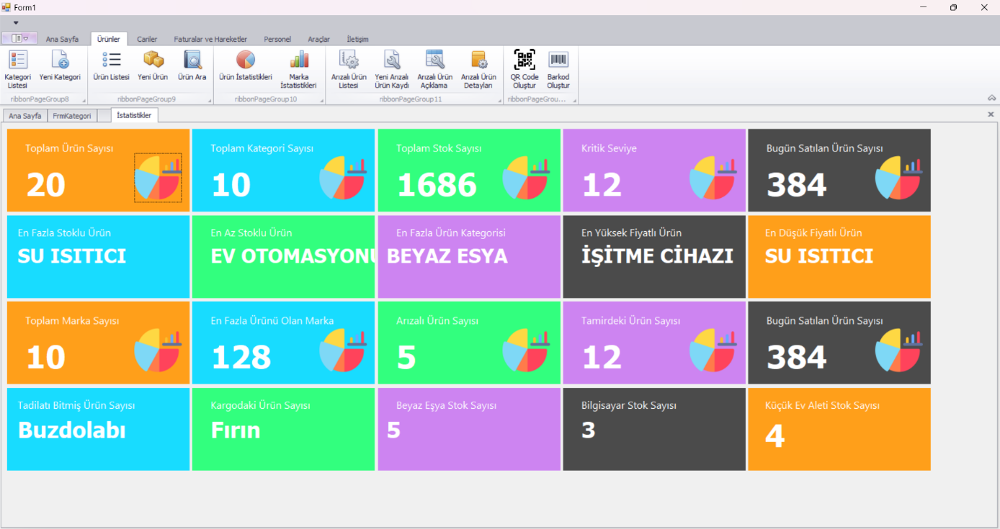 Form1
Ana Sayfa
Ürünler
Cariler
Faturalar ve Hareketler
Personel
Araçlar
İletişim
Kategori
Listesi
Yeni Kategori
ribbonPageGroup8
Ürün Listesi
Yeni Ürün
Ürün Ara
ribbonPageGroup9
Ürün İstatistikleri
Marka
İstatistikleri
ribbonPageGroup10
Arızalı Ürün
Listesi
Yeni Arızalı
Ürün Kaydı
Arızalı Ürün
Açıklama
Arızalı Ürün
Detayları
ribbonPageGroup11
QR Code
Oluştur
Barkod
Oluştur
ribbonPageGrou...
Ana Sayfa
FrmKategori
İstatistikler
Toplam Ürün Sayısı
20
Toplam Kategori Sayısı
10
Toplam Stok Sayısı
1686
Kritik Seviye
12
Bugün Satılan Ürün Sayısı
384
En Fazla Stoklu Ürün
SU ISITICI
En Az Stoklu Ürün
EV OTOMASYONU
En Fazla Ürün Kategorisi
BEYAZ ESYA
En Yüksek Fiyatlı Ürün
İŞİTME CİHAZI
En Düşük Fiyatlı Ürün
SU ISITICI
Toplam Marka Sayısı
10
En Fazla Ürünü Olan Marka
128
Arızalı Ürün Sayısı
5
Tamirdeki Ürün Sayısı
12
Bugün Satılan Ürün Sayısı
384
Tadilatı Bitmiş Ürün Sayısı
Buzdolabı
Kargodaki Ürün Sayısı
Fırın
Beyaz Eşya Stok Sayısı
5
Bilgisayar Stok Sayısı
3
Küçük Ev Aleti Stok Sayısı
4